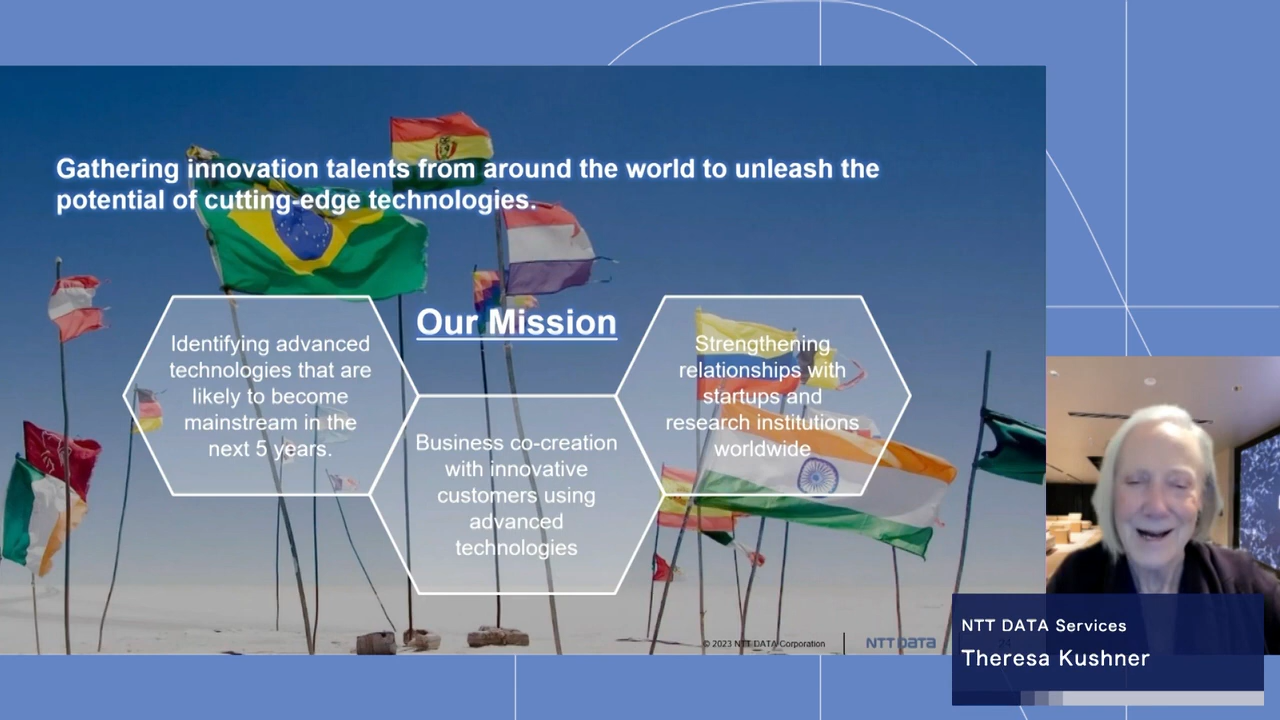 Gathering innovation talents from around the world to unleash the
potential of cutting-edge technologies.
Our Mission
Identifying advanced
technologies that are
likely to become
mainstream in the
next 5 years.
Business co-creation
with innovative
customers using
advanced
technologies
Strengthening
relationships with
startups and
research institutions
worldwide
© 2023 NTT DATA Corporation
NTT DATA
NTT DATA Services
Theresa Kushner